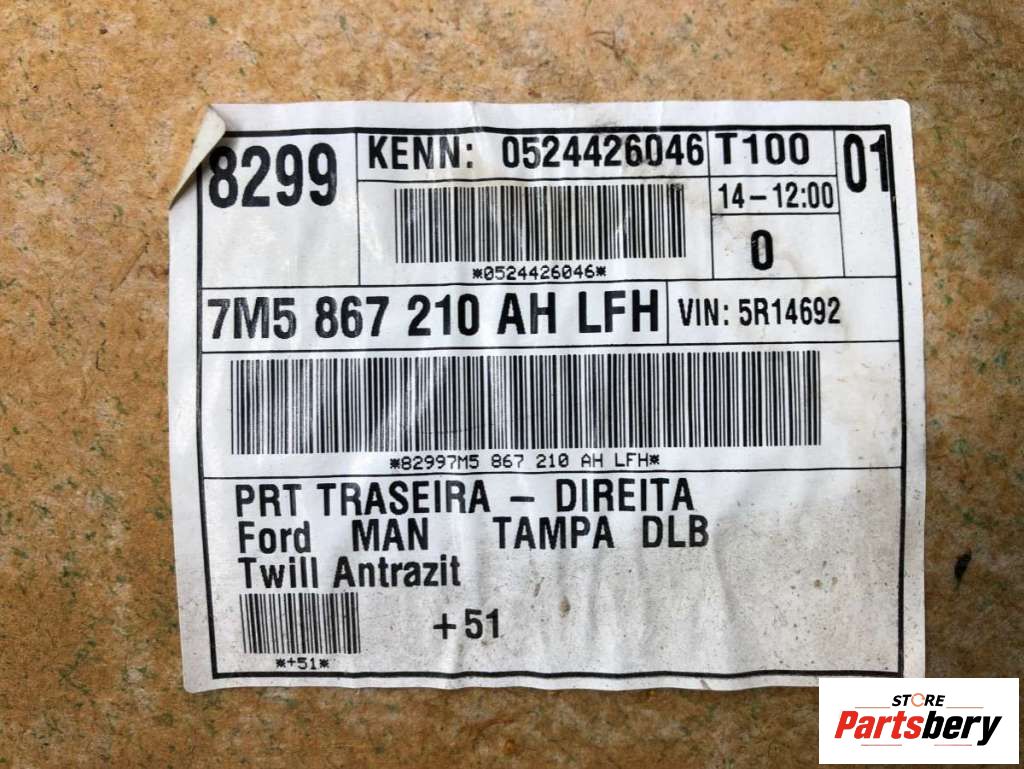 8299
KENN: 0524426046
*0524426046*
T100
14-12:00
0
01
7M5 867 210 AH LFH
VIN: 5R14692
*82997M5 867 210 AH LFH*
PRT TRASEIRA - DIREITA
Ford MAN TAMPA DLB
Twill Antrazit
+51
*+51*
STORE
Partsbery